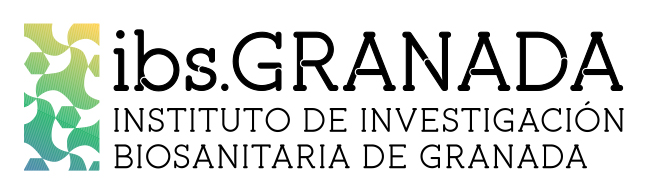 ibs.GRANADA
INSTITUTO DE INVESTIGACIÓN
BIOSANITARIA DE GRANADA